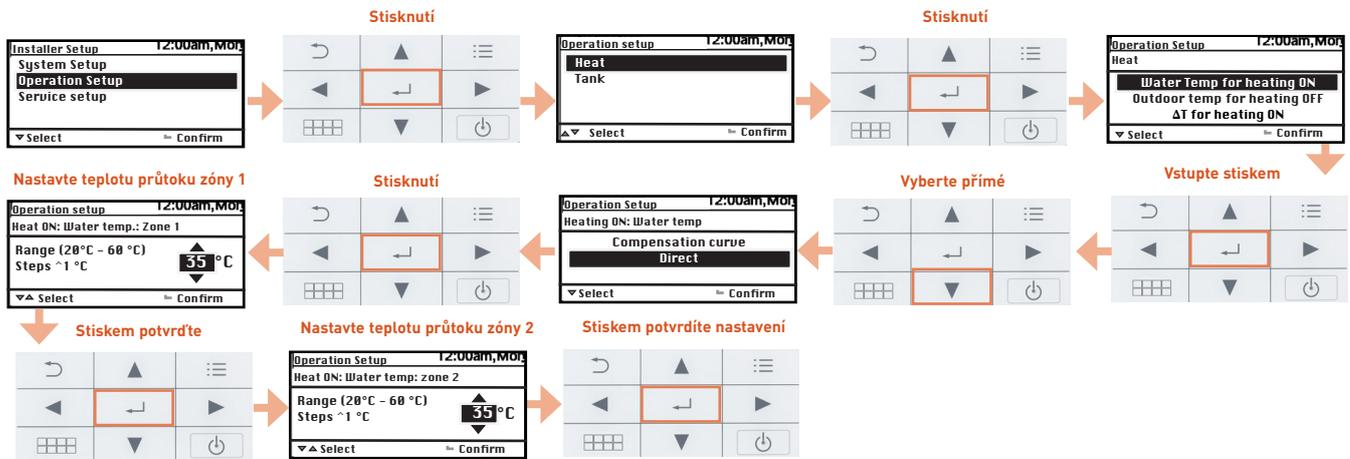 Stisknutí
Stisknutí
Installer Setup 12:00am,Mon
System Setup
Operation Setup
Service setup
▼ Select Confirm
Operation setup 12:00am,Mon
Heat
Tank
▲▼ Select Confirm
Operation Setup 12:00am,Mon
Heat
Water Temp for heating ON
Outdoor temp for heating OFF
ΔT for heating ON
▼ Select Confirm
Vstupte stiskem
Vyberte přímé
Operation Setup 12:00am,Mon
Heating ON: Water temp
Compensation curve
Direct
▼ Select Confirm
Stisknutí
Nastavte teplotu průtoku zóny 1
Operation setup 12:00am,Mon
Heat ON: Water temp.: Zone 1
Range (20°C - 60 °C)
Steps ^1 °C
35 °C
▼▲ Select Confirm
Stiskem potvrďte
Nastavte teplotu průtoku zóny 2
Operation Setup 12:00am,Mon
Heat ON: Water temp: zone 2
Range (20°C - 60 °C)
Steps ^1 °C
35 °C
▼▲ Select Confirm
Stiskem potvrdíte nastavení